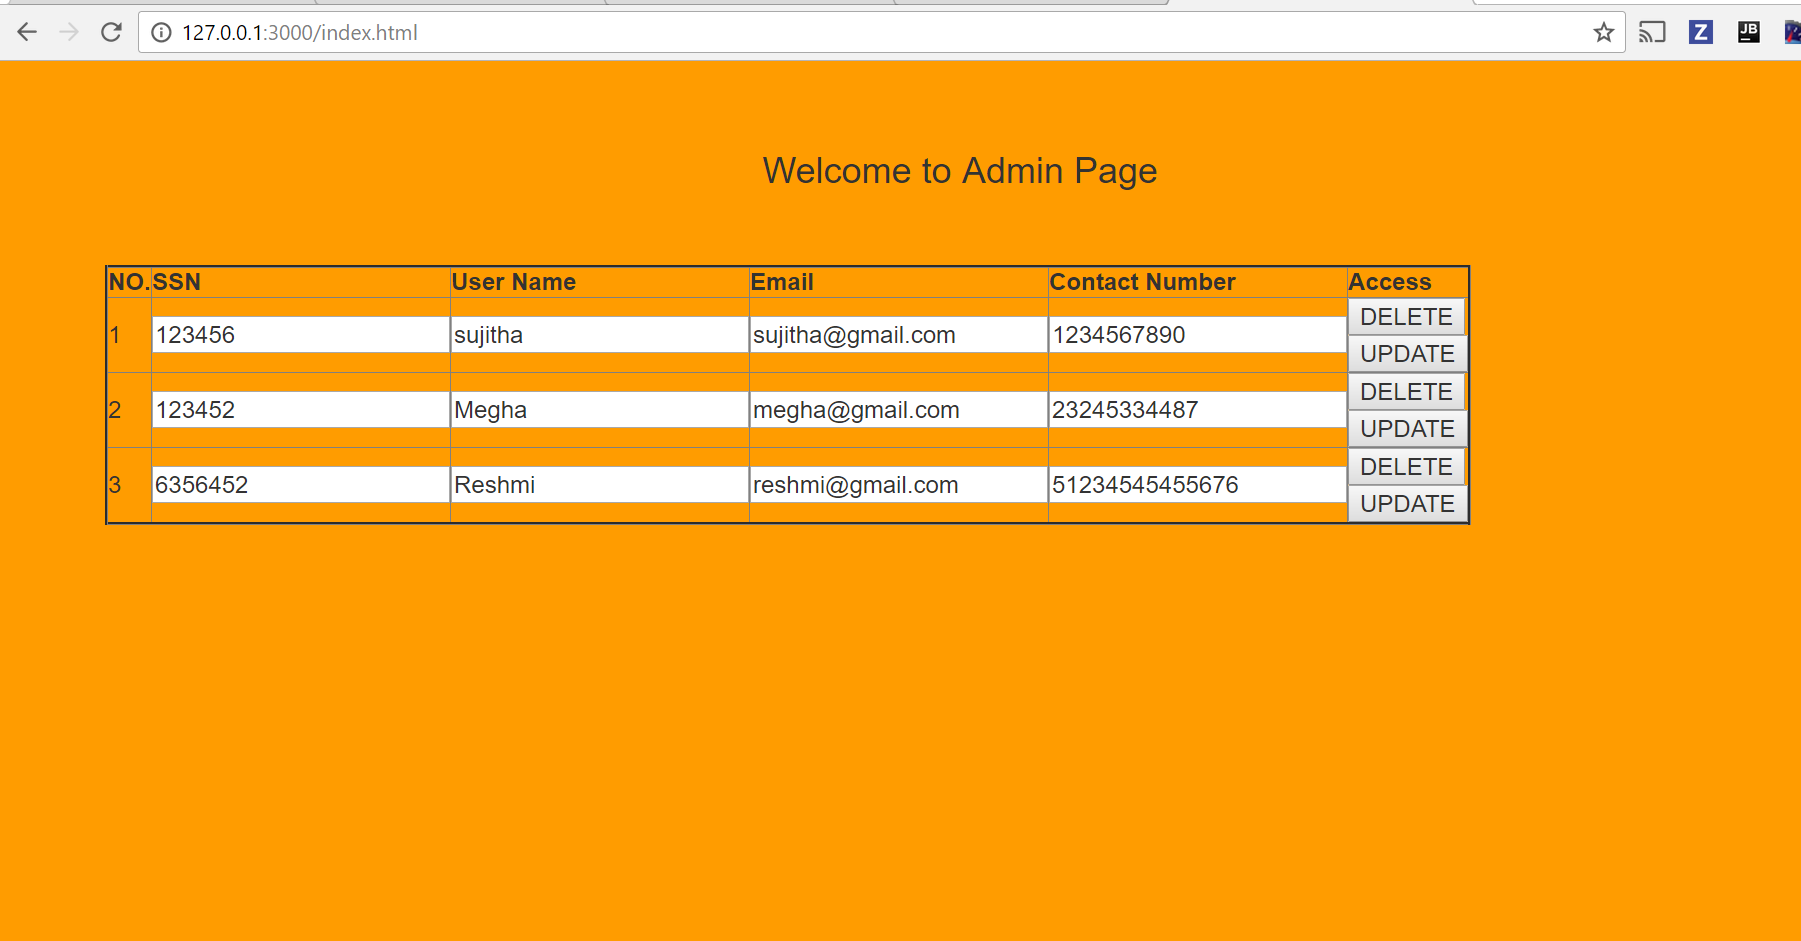 127.0.0.1:3000/index.html
Z
JB
Welcome to Admin Page
NO. SSN User Name Email Contact Number Access
1 123456 sujitha sujitha@gmail.com 1234567890 DELETE
UPDATE
2 123452 Megha megha@gmail.com 23245334487 DELETE
UPDATE
3 6356452 Reshmi reshmi@gmail.com 51234545455676 DELETE
UPDATE